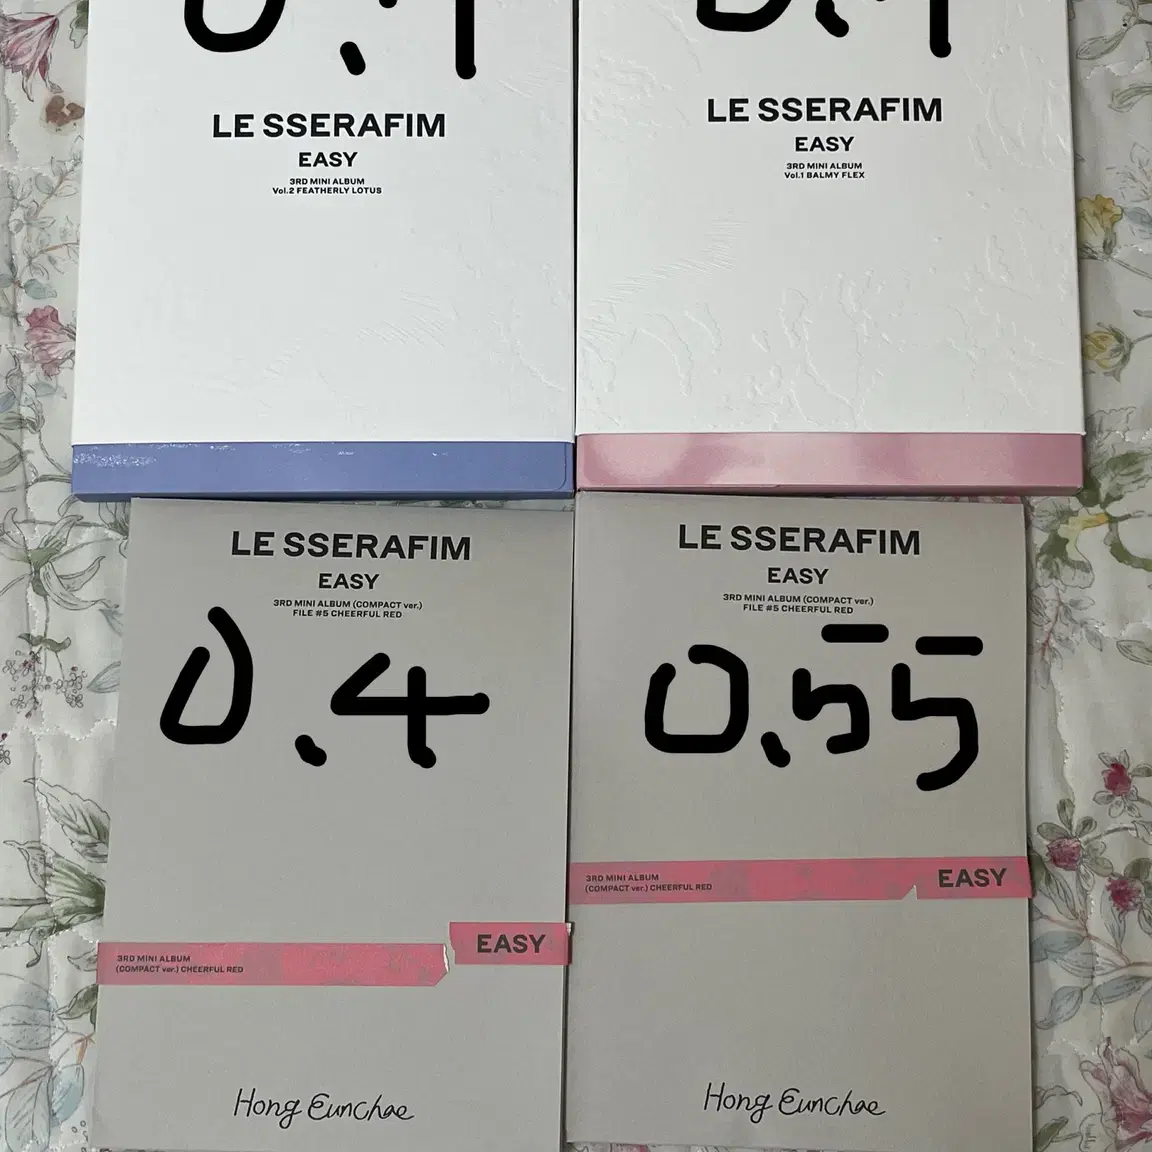 LE SSERAFIM
EASY
3RD MINI ALBUM
Vol.2 FEATHERLY LOTUS
LE SSERAFIM
EASY
3RD MINI ALBUM
Vol.1 BALMY FLEX
LE SSERAFIM
EASY
3RD MINI ALBUM (COMPACT ver.)
FILE #5 CHEERFUL RED
0.4
EASY
3RD MINI ALBUM
(COMPACT ver.) CHEERFUL RED
Hong Eunchae
LE SSERAFIM
EASY
3RD MINI ALBUM (COMPACT ver.)
FILE #5 CHEERFUL RED
0.55
3RD MINI ALBUM
(COMPACT ver.) CHEERFUL RED
EASY
Hong Eunchae